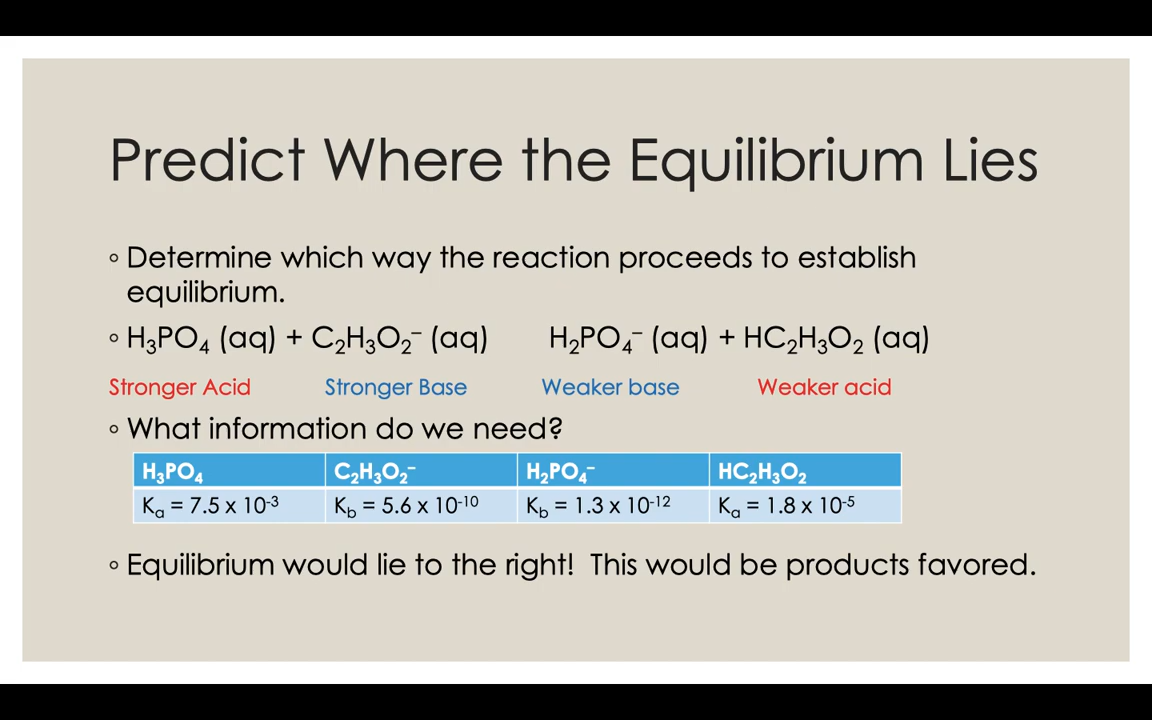 Predict Where the Equilibrium Lies
◦ Determine which way the reaction proceeds to establish
equilibrium.
◦ H₃PO₄ (aq) + C₂H₃O₂⁻ (aq) H₂PO₄⁻ (aq) + HC₂H₃O₂ (aq)
Stronger Acid Stronger Base Weaker base Weaker acid
◦ What information do we need?
H₃PO₄ C₂H₃O₂⁻ H₂PO₄⁻ HC₂H₃O₂
Kₐ = 7.5 x 10⁻³ K_b = 5.6 x 10⁻¹⁰ K_b = 1.3 x 10⁻¹² Kₐ = 1.8 x 10⁻⁵
◦ Equilibrium would lie to the right! This would be products favored.